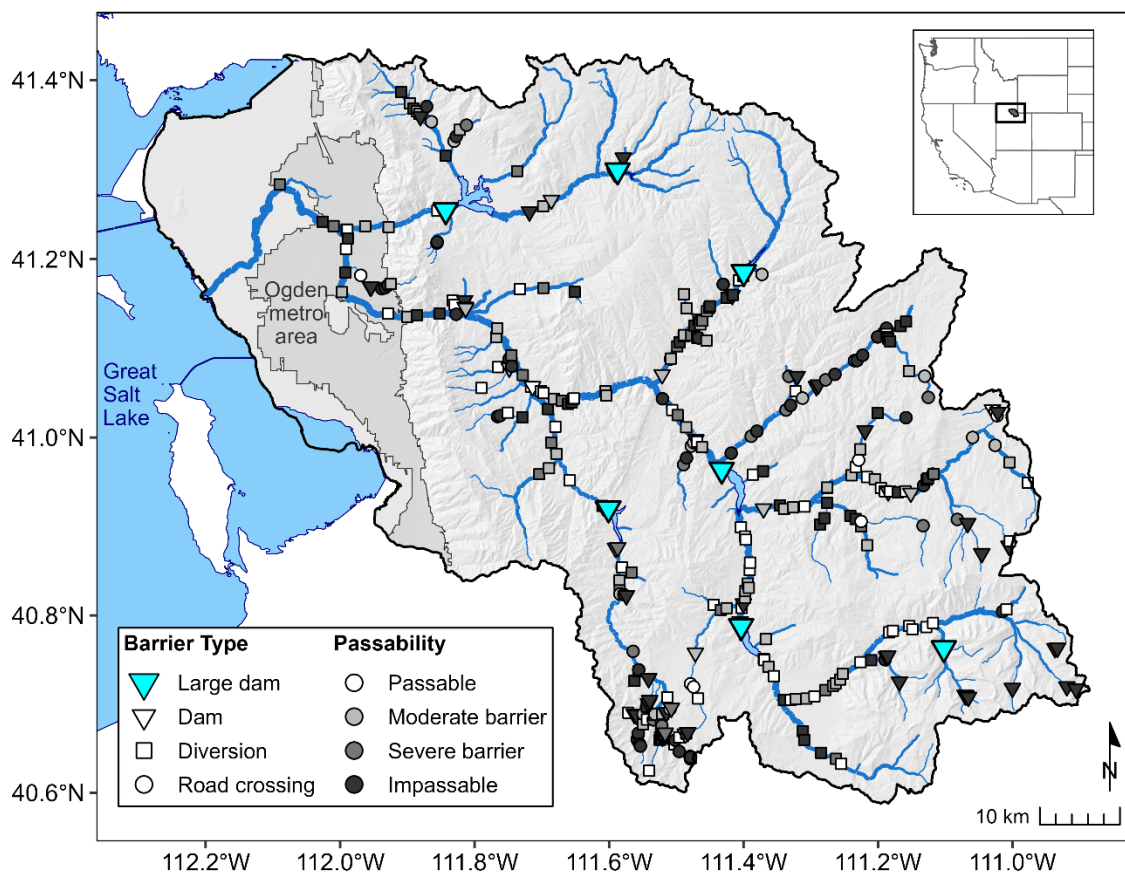 41.4°N
41.2°N
41.0°N
40.8°N
40.6°N
Ogden
metro
area
Great
Salt
Lake
Barrier Type
Large dam
Dam
Diversion
Road crossing
Passability
Passable
Moderate barrier
Severe barrier
Impassable
N
10 km
112.2°W 112.0°W 111.8°W 111.6°W 111.4°W 111.2°W 111.0°W